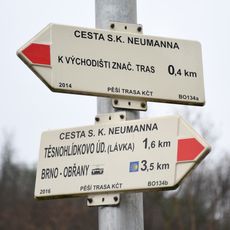 CESTA S.K. NEUMANNA
K VÝCHODIŠTI ZNAČ. TRAS 0,4 km
2014 PĚŠÍ TRASA KČT BO134a
CESTA S.K. NEUMANNA
TĚSNOHLÍDKOVO ÚD. (LÁVKA) 1,6 km
BRNO - OBŘANY 3,5 km
2016 PĚŠÍ TRASA KČT BO134b